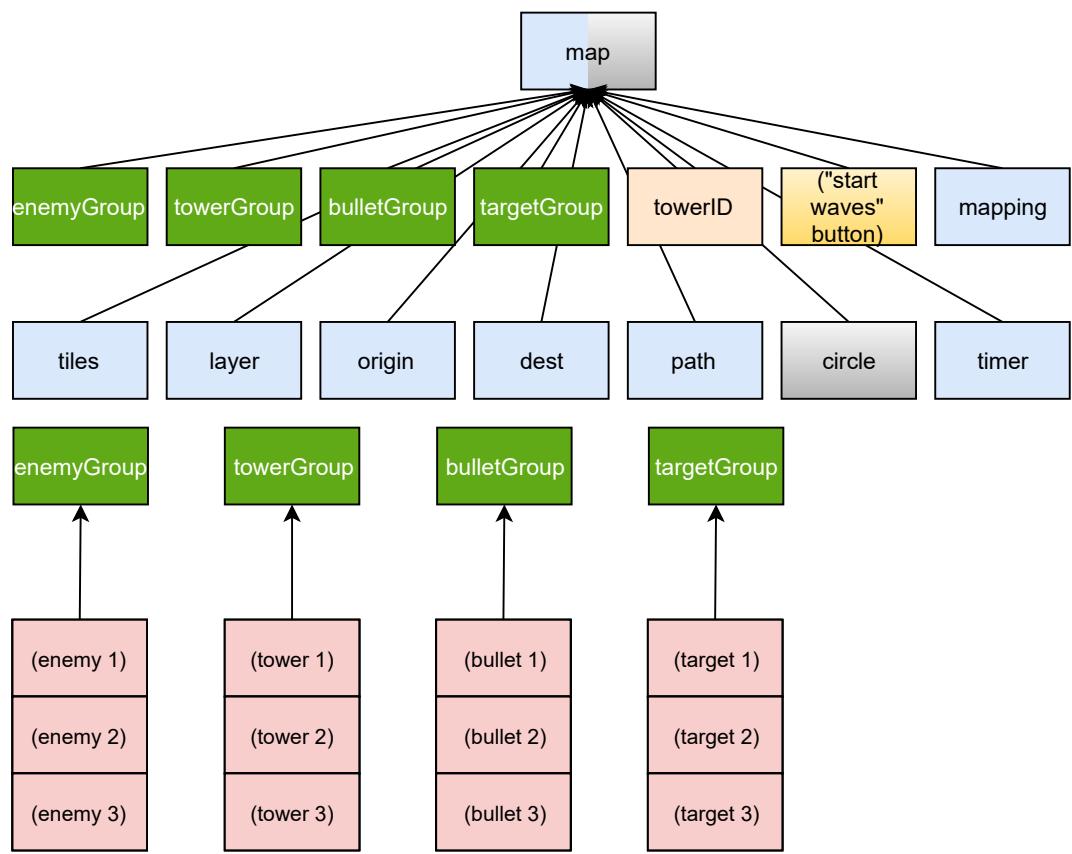 map
enemyGroup
towerGroup
bulletGroup
targetGroup
towerID
("start
waves"
button)
mapping
tiles
layer
origin
dest
path
circle
timer
enemyGroup
towerGroup
bulletGroup
targetGroup
(enemy 1)
(tower 1)
(bullet 1)
(target 1)
(enemy 2)
(tower 2)
(bullet 2)
(target 2)
(enemy 3)
(tower 3)
(bullet 3)
(target 3)